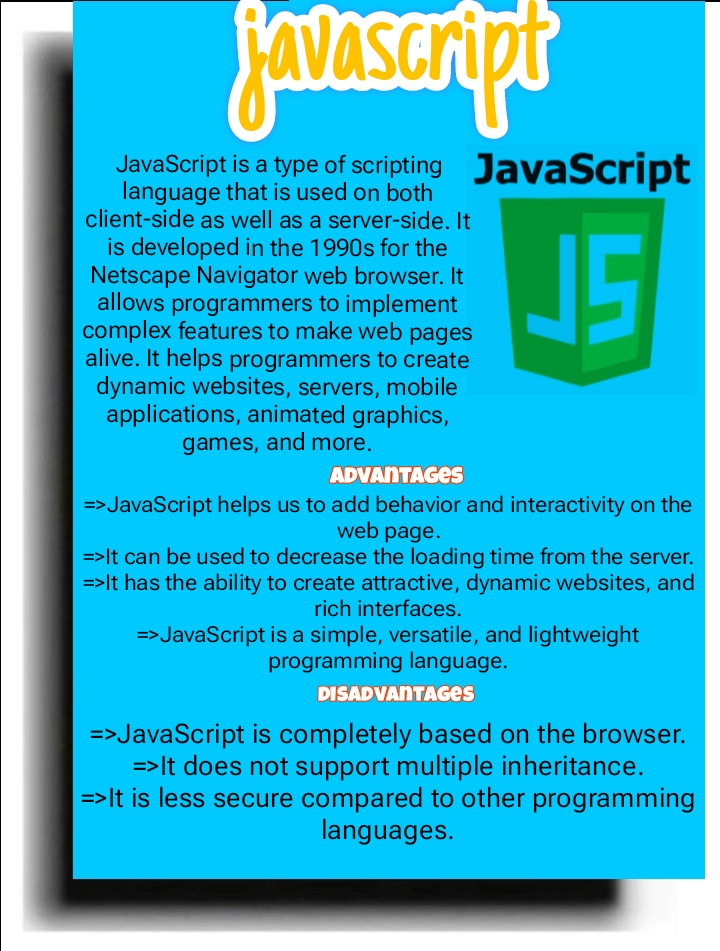 javascript
JavaScript is a type of scripting
language that is used on both
client-side as well as a server-side. It
is developed in the 1990s for the
Netscape Navigator web browser. It
allows programmers to implement
complex features to make web pages
alive. It helps programmers to create
dynamic websites, servers, mobile
applications, animated graphics,
games, and more.
JavaScript
JS
ADVANTAGES
=>JavaScript helps us to add behavior and interactivity on the
web page.
=>It can be used to decrease the loading time from the server.
=>It has the ability to create attractive, dynamic websites, and
rich interfaces.
=>JavaScript is a simple, versatile, and lightweight
programming language.
DISADVANTAGES
=>JavaScript is completely based on the browser.
=>It does not support multiple inheritance.
=>It is less secure compared to other programming
languages.